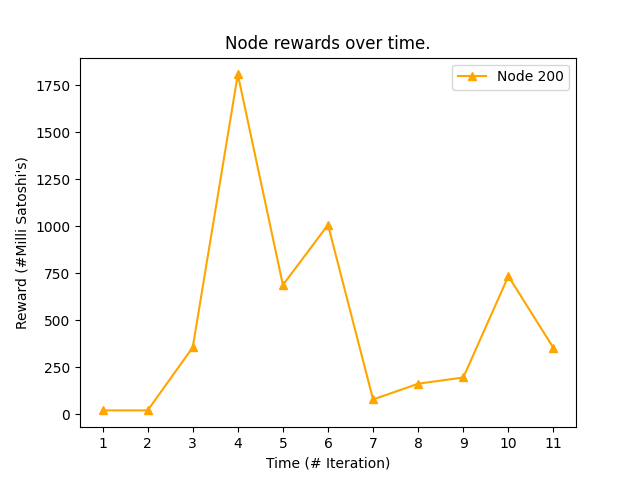 Node rewards over time.
Node 200
Reward (#Milli Satoshi's)
1750
1500
1250
1000
750
500
250
0
1 2 3 4 5 6 7 8 9 10 11
Time (# Iteration)